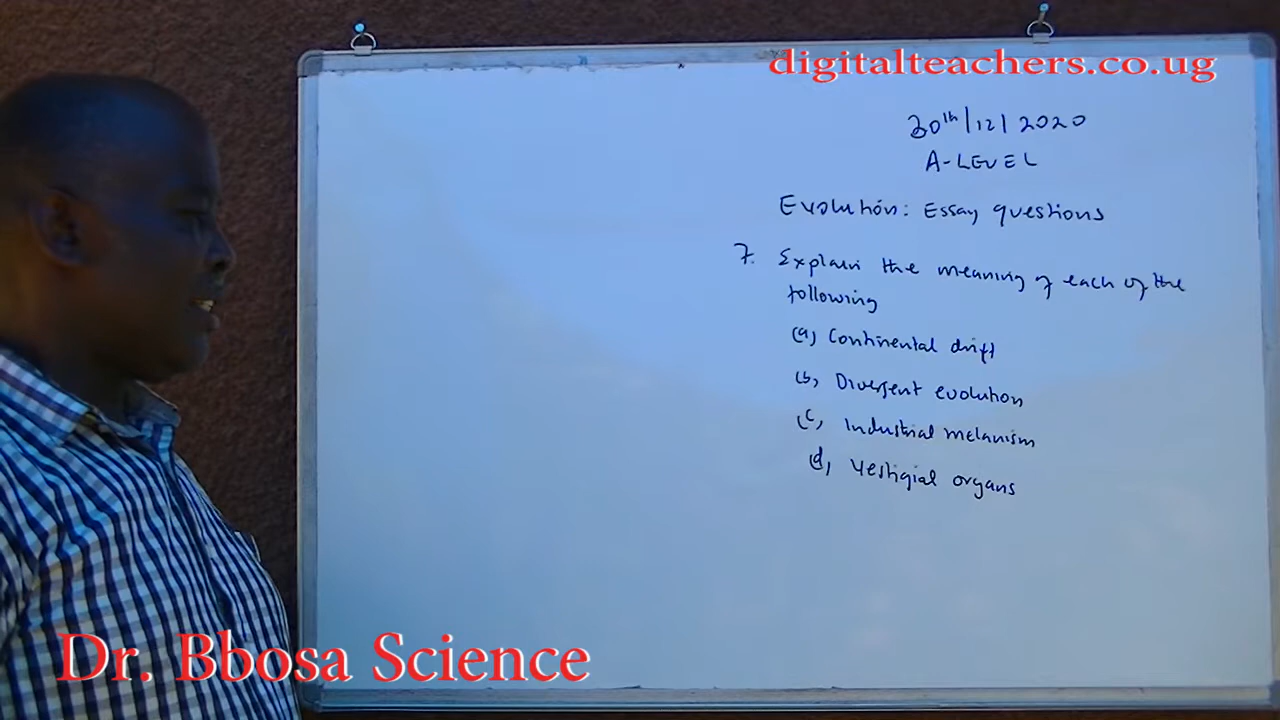 digitalteachers.co.ug
30th/12/2020
A-LEVEL
Evolution: Essay questions
7. Explain the meaning of each of the
following
(a) Continental drift
(b) Divergent evolution
(c) Industrial melanism
(d) Vestigial organs
Dr. Bbosa Science